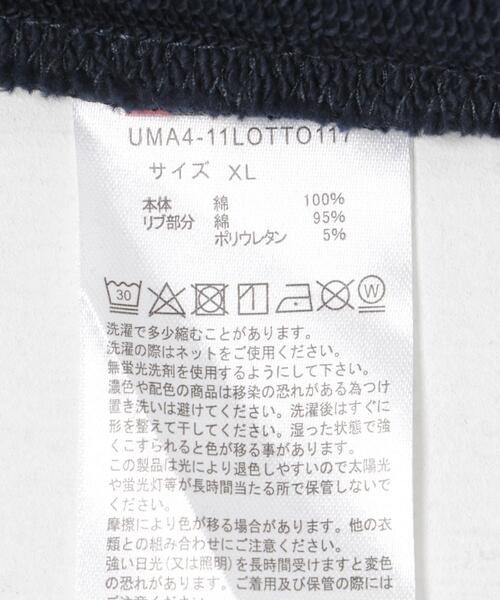 UMA4-11LOTTO117
サイズ XL
本体 綿 100%
リブ部分 綿 95%
ポリウレタン 5%
30 W
洗濯で多少縮むことがあります。
洗濯の際はネットをご使用ください。
無蛍光洗剤を使用するようにして下さい。
濃色や配色の商品は移染の恐れがある為つけ
置き洗いは避けてください。洗濯後はすぐに
形を整えて干してください。湿った状態で強
くこすられると色が移る事があります。
この製品は光により退色しやすいので太陽光
や蛍光灯等が長時間当たる所で保管しないで
ください。
摩擦により色が移る場合があります。他の衣
類との組み合わせにご注意ください。
強い日光(又は照明)を長時間受けますと変色
の恐れがあります。ご着用及び保管の際には
ご注意ください。